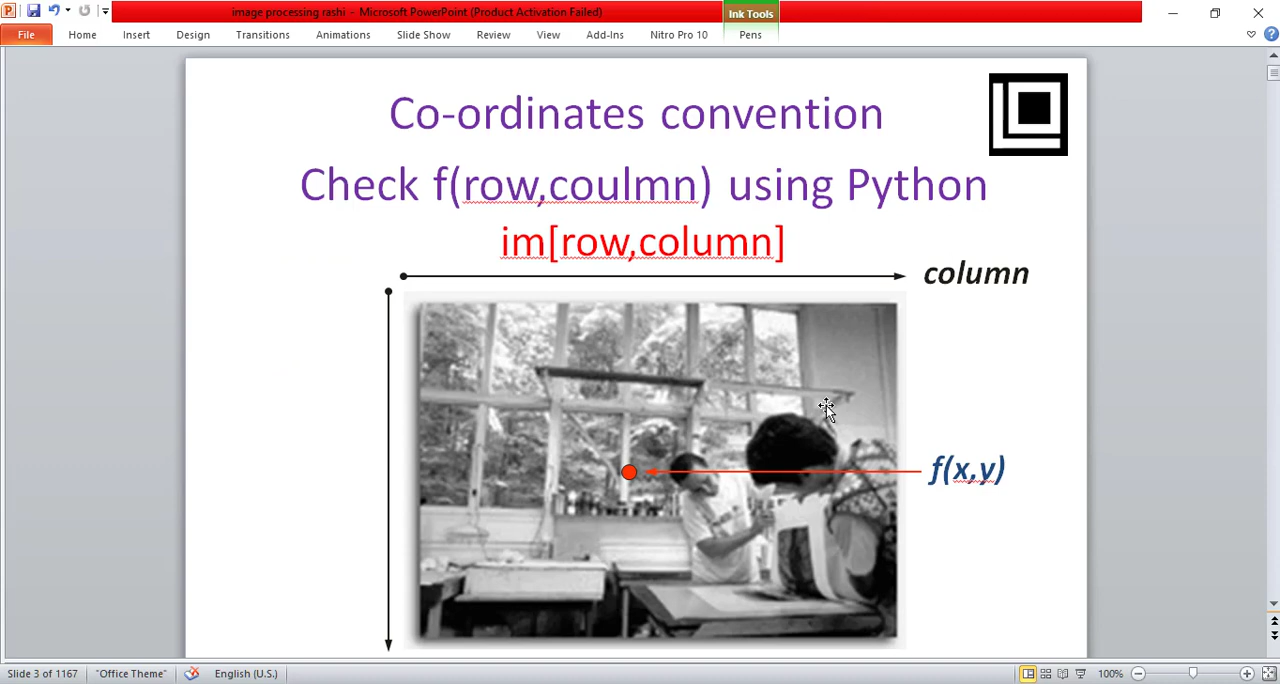 image processing rashi - Microsoft PowerPoint (Product Activation Failed)
Ink Tools
File Home Insert Design Transitions Animations Slide Show Review View Add-Ins Nitro Pro 10 Pens
Co-ordinates convention
Check f(row,coulmn) using Python
im[row,column]
column
f(x,y)
Slide 3 of 1167 "Office Theme" English (U.S.) 100%